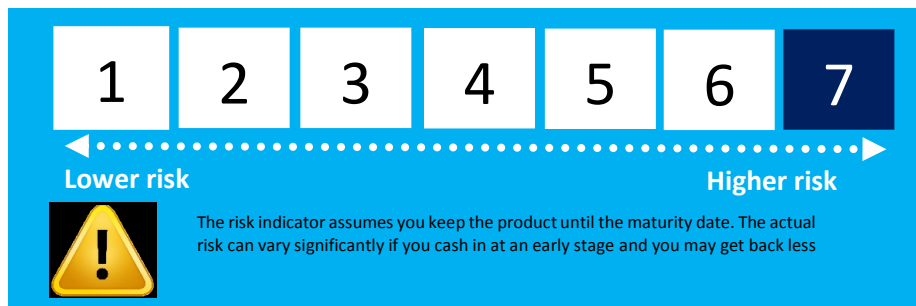 1 2 3 4 5 6 7
Lower risk Higher risk
!
The risk indicator assumes you keep the product until the maturity date. The actual
risk can vary significantly if you cash in at an early stage and you may get back less